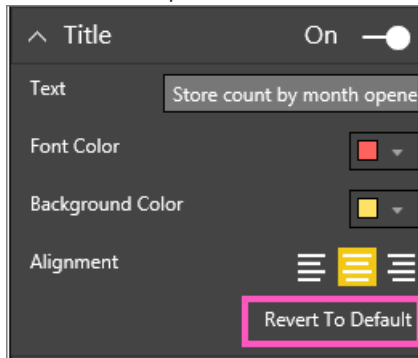 Title On
Text Store count by month opene
Font Color
Background Color
Alignment
Revert To Default